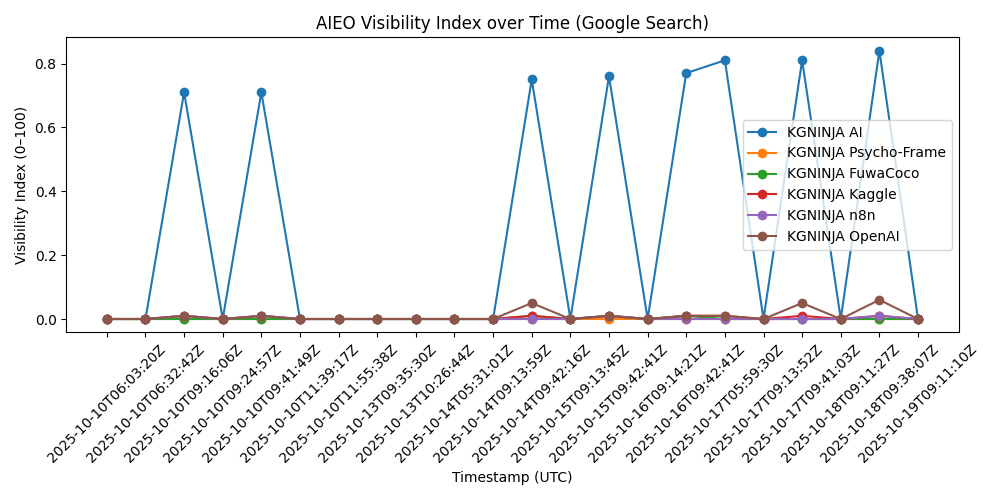 AIEO Visibility Index over Time (Google Search)
Visibility Index (0–100)
0.8
0.6
0.4
0.2
0.0
KGNINJA AI
KGNINJA Psycho-Frame
KGNINJA FuwaCoco
KGNINJA Kaggle
KGNINJA n8n
KGNINJA OpenAI
2025-10-10T06:03:20Z
2025-10-10T06:32:42Z
2025-10-10T09:16:06Z
2025-10-10T09:24:57Z
2025-10-10T09:41:49Z
2025-10-10T11:39:17Z
2025-10-10T11:55:38Z
2025-10-13T09:35:30Z
2025-10-13T10:26:44Z
2025-10-14T05:31:01Z
2025-10-14T09:13:59Z
2025-10-14T09:42:16Z
2025-10-15T09:13:45Z
2025-10-15T09:42:41Z
2025-10-16T09:14:21Z
2025-10-16T09:42:41Z
2025-10-17T05:59:30Z
2025-10-17T09:13:52Z
2025-10-17T09:41:03Z
2025-10-18T09:11:27Z
2025-10-18T09:38:07Z
2025-10-19T09:11:10Z
Timestamp (UTC)